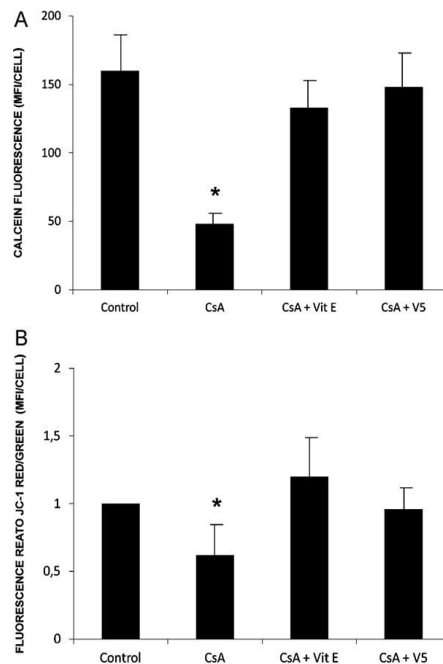 A
CALCEIN FLUORESCENCE (MFI/CELL)
200
150
100
50
0
*
Control CsA CsA + Vit E CsA + V5
B
FLUORESCENCE REATO JC-1 RED/GREEN (MFI/CELL)
2
1,5
1
0,5
0
*
Control CsA CsA + Vit E CsA + V5